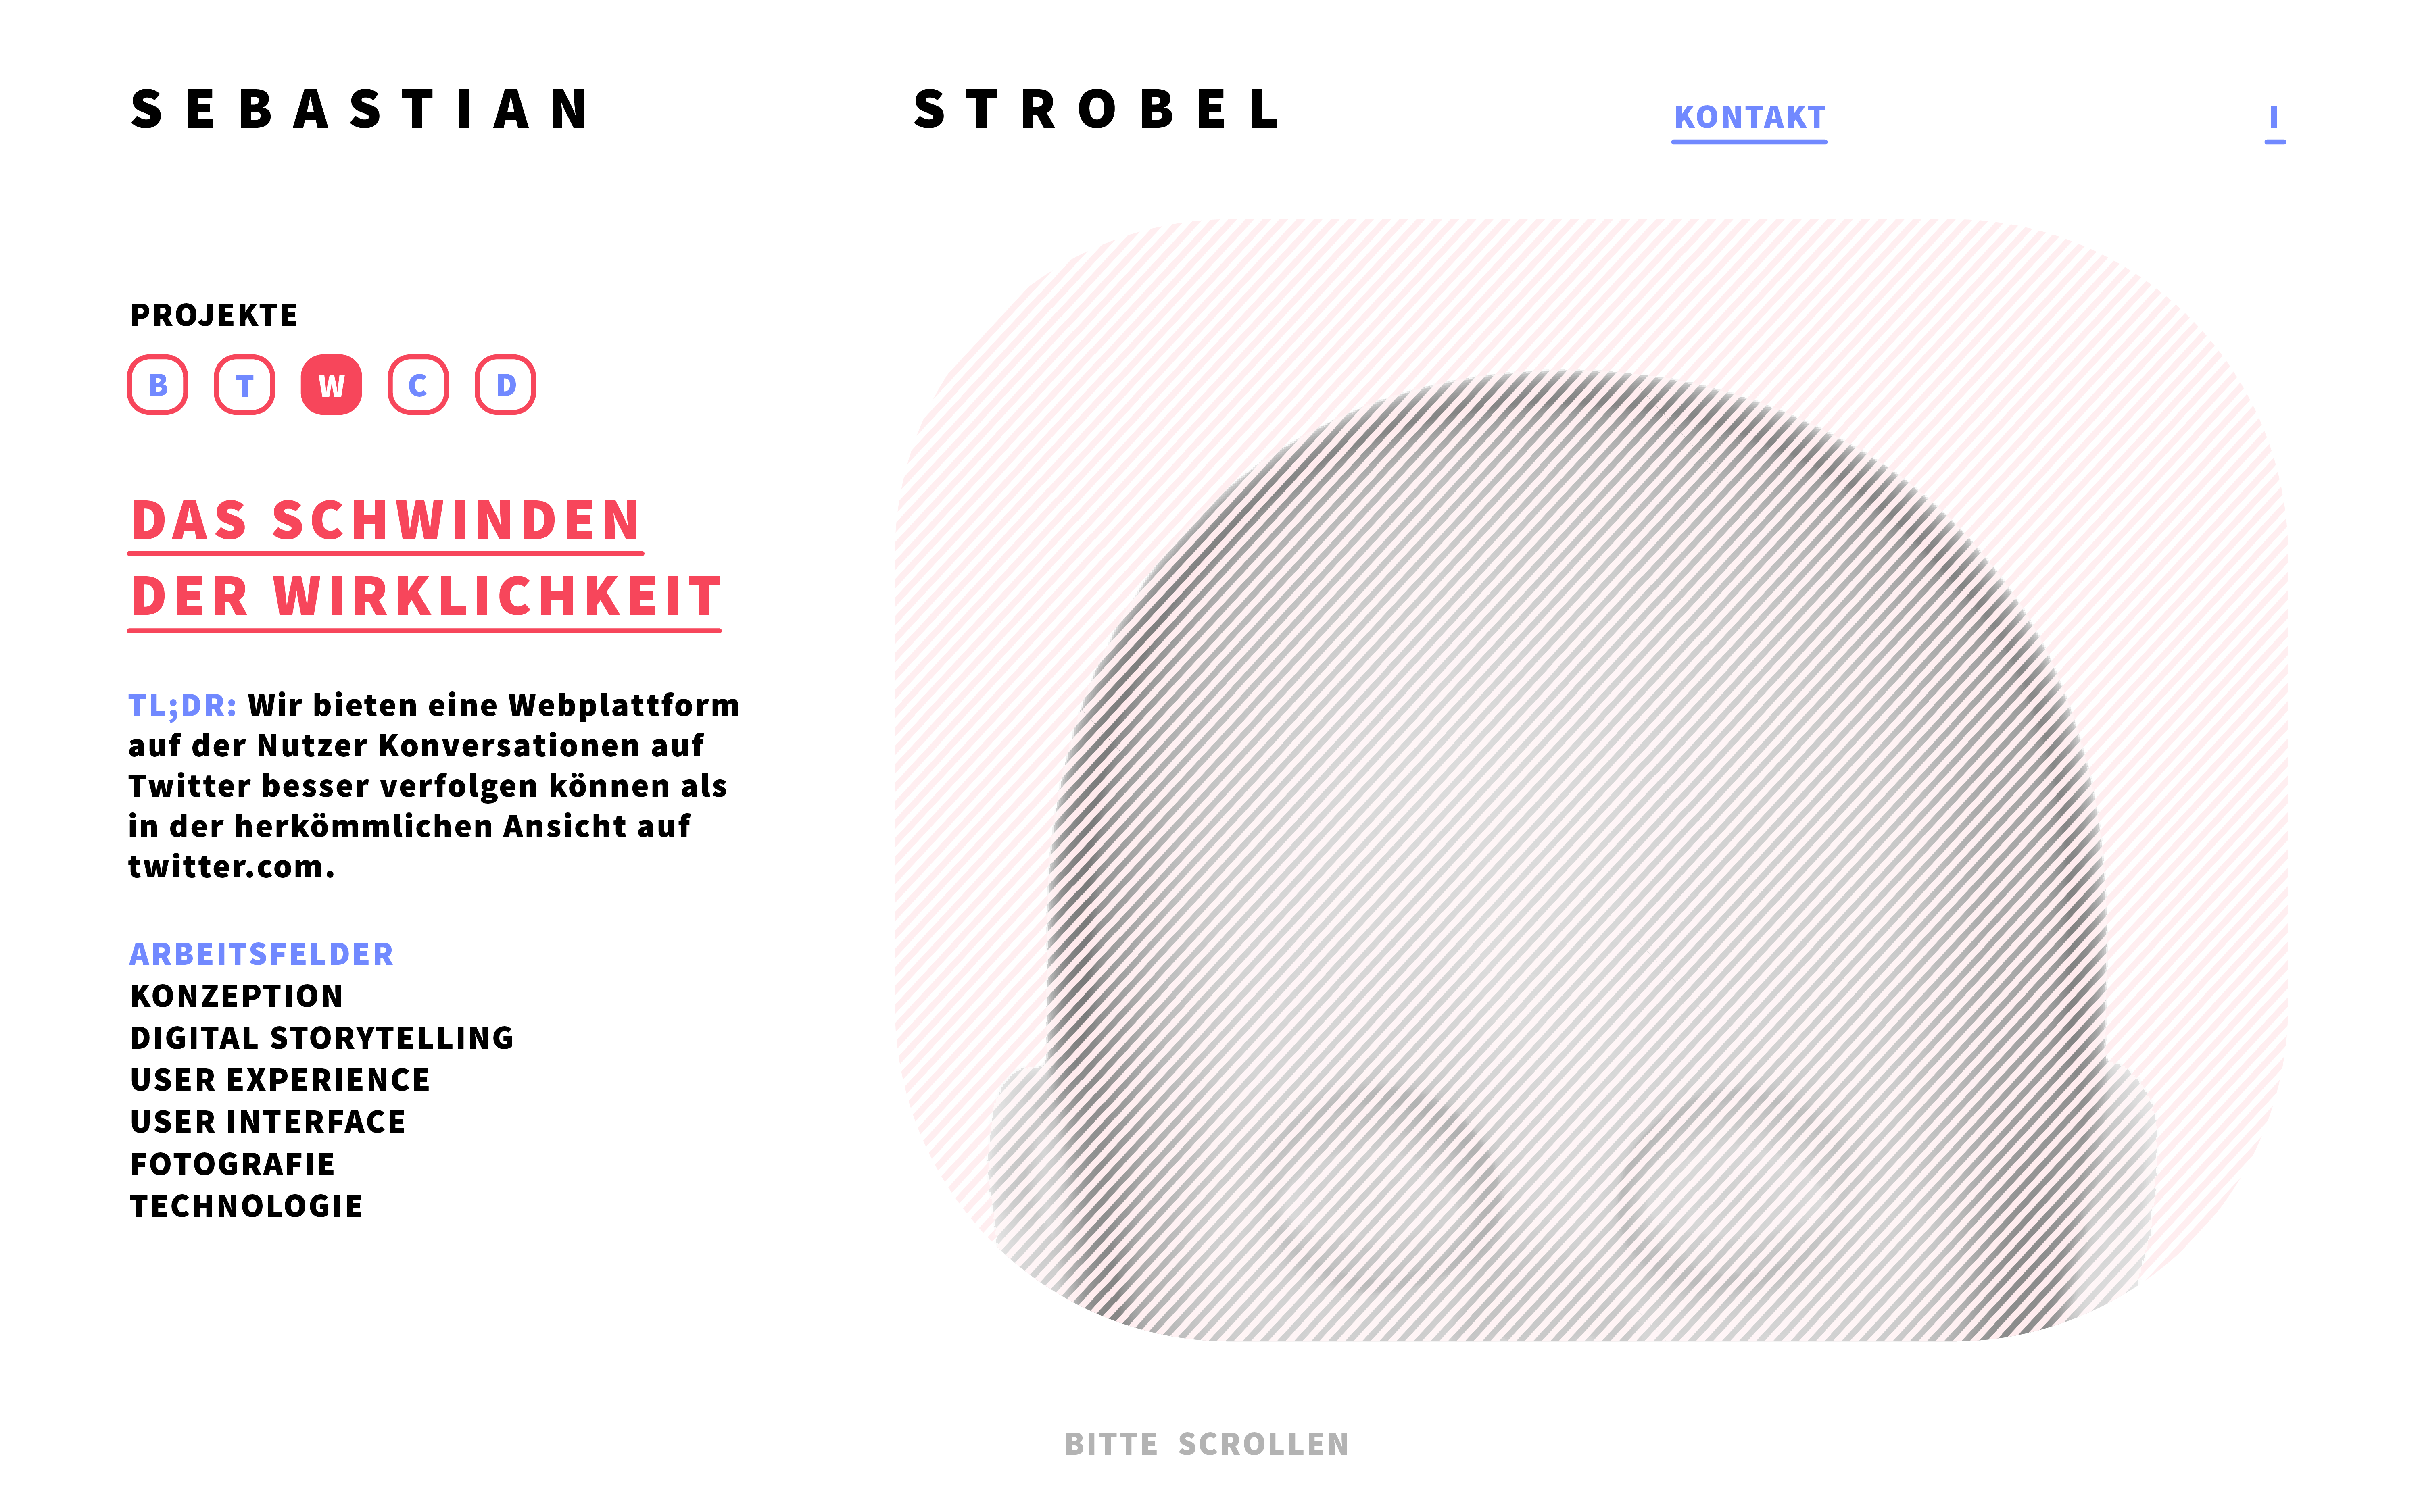 SEBASTIAN STROBEL KONTAKT I
PROJEKTE
B T W C D
DAS SCHWINDEN
DER WIRKLICHKEIT
TL;DR: Wir bieten eine Webplattform
auf der Nutzer Konversationen auf
Twitter besser verfolgen können als
in der herkömmlichen Ansicht auf
twitter.com.
ARBEITSFELDER
KONZEPTION
DIGITAL STORYTELLING
USER EXPERIENCE
USER INTERFACE
FOTOGRAFIE
TECHNOLOGIE
BITTE SCROLLEN